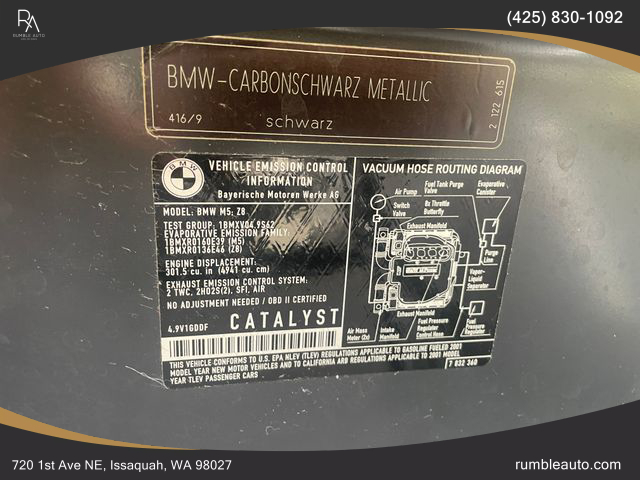 RA
RUMBLE AUTO
(425) 830-1092
BMW-CARBONSCHWARZ METALLIC
416/9
schwarz
2 122 615
BMW
VEHICLE EMISSION CONTROL
INFORMATION
Bayerische Motoren Werke AG
MODEL: BMW M5; Z8
TEST GROUP: 1BMXV04.9S62
EVAPORATIVE EMISSION FAMILY:
1BMXR0160E39 (M5)
1BMXR0136E46 (Z8)
ENGINE DISPLACEMENT:
301.5 cu. in (4941 cu. cm)
EXHAUST EMISSION CONTROL SYSTEM:
2 TWC, 2HO2S(2), SFI, AIR
NO ADJUSTMENT NEEDED / OBD II CERTIFIED
4.9V1GDDF
CATALYST
VACUUM HOSE ROUTING DIAGRAM
Air Pump
Fuel Tank Purge
Valve
Evaporative
Canister
Switch
Valve
8x Throttle
Butterfly
Exhaust Manifold
Vapor-
Liquid
Separator
Exhaust Manifold
Air Mass
Meter (2x)
Intake
Manifold
Fuel Pressure
Regulator
Control Hose
Fuel
Pressure
Regulator
THIS VEHICLE CONFORMS TO U.S. EPA NLEV (TLEV) REGULATIONS APPLICABLE TO GASOLINE FUELED 2001
MODEL YEAR NEW MOTOR VEHICLES AND TO CALIFORNIA ARB REGULATIONS APPLICABLE TO 2001 MODEL
YEAR TLEV PASSENGER CARS
7 832 360
720 1st Ave NE, Issaquah, WA 98027
rumbleauto.com